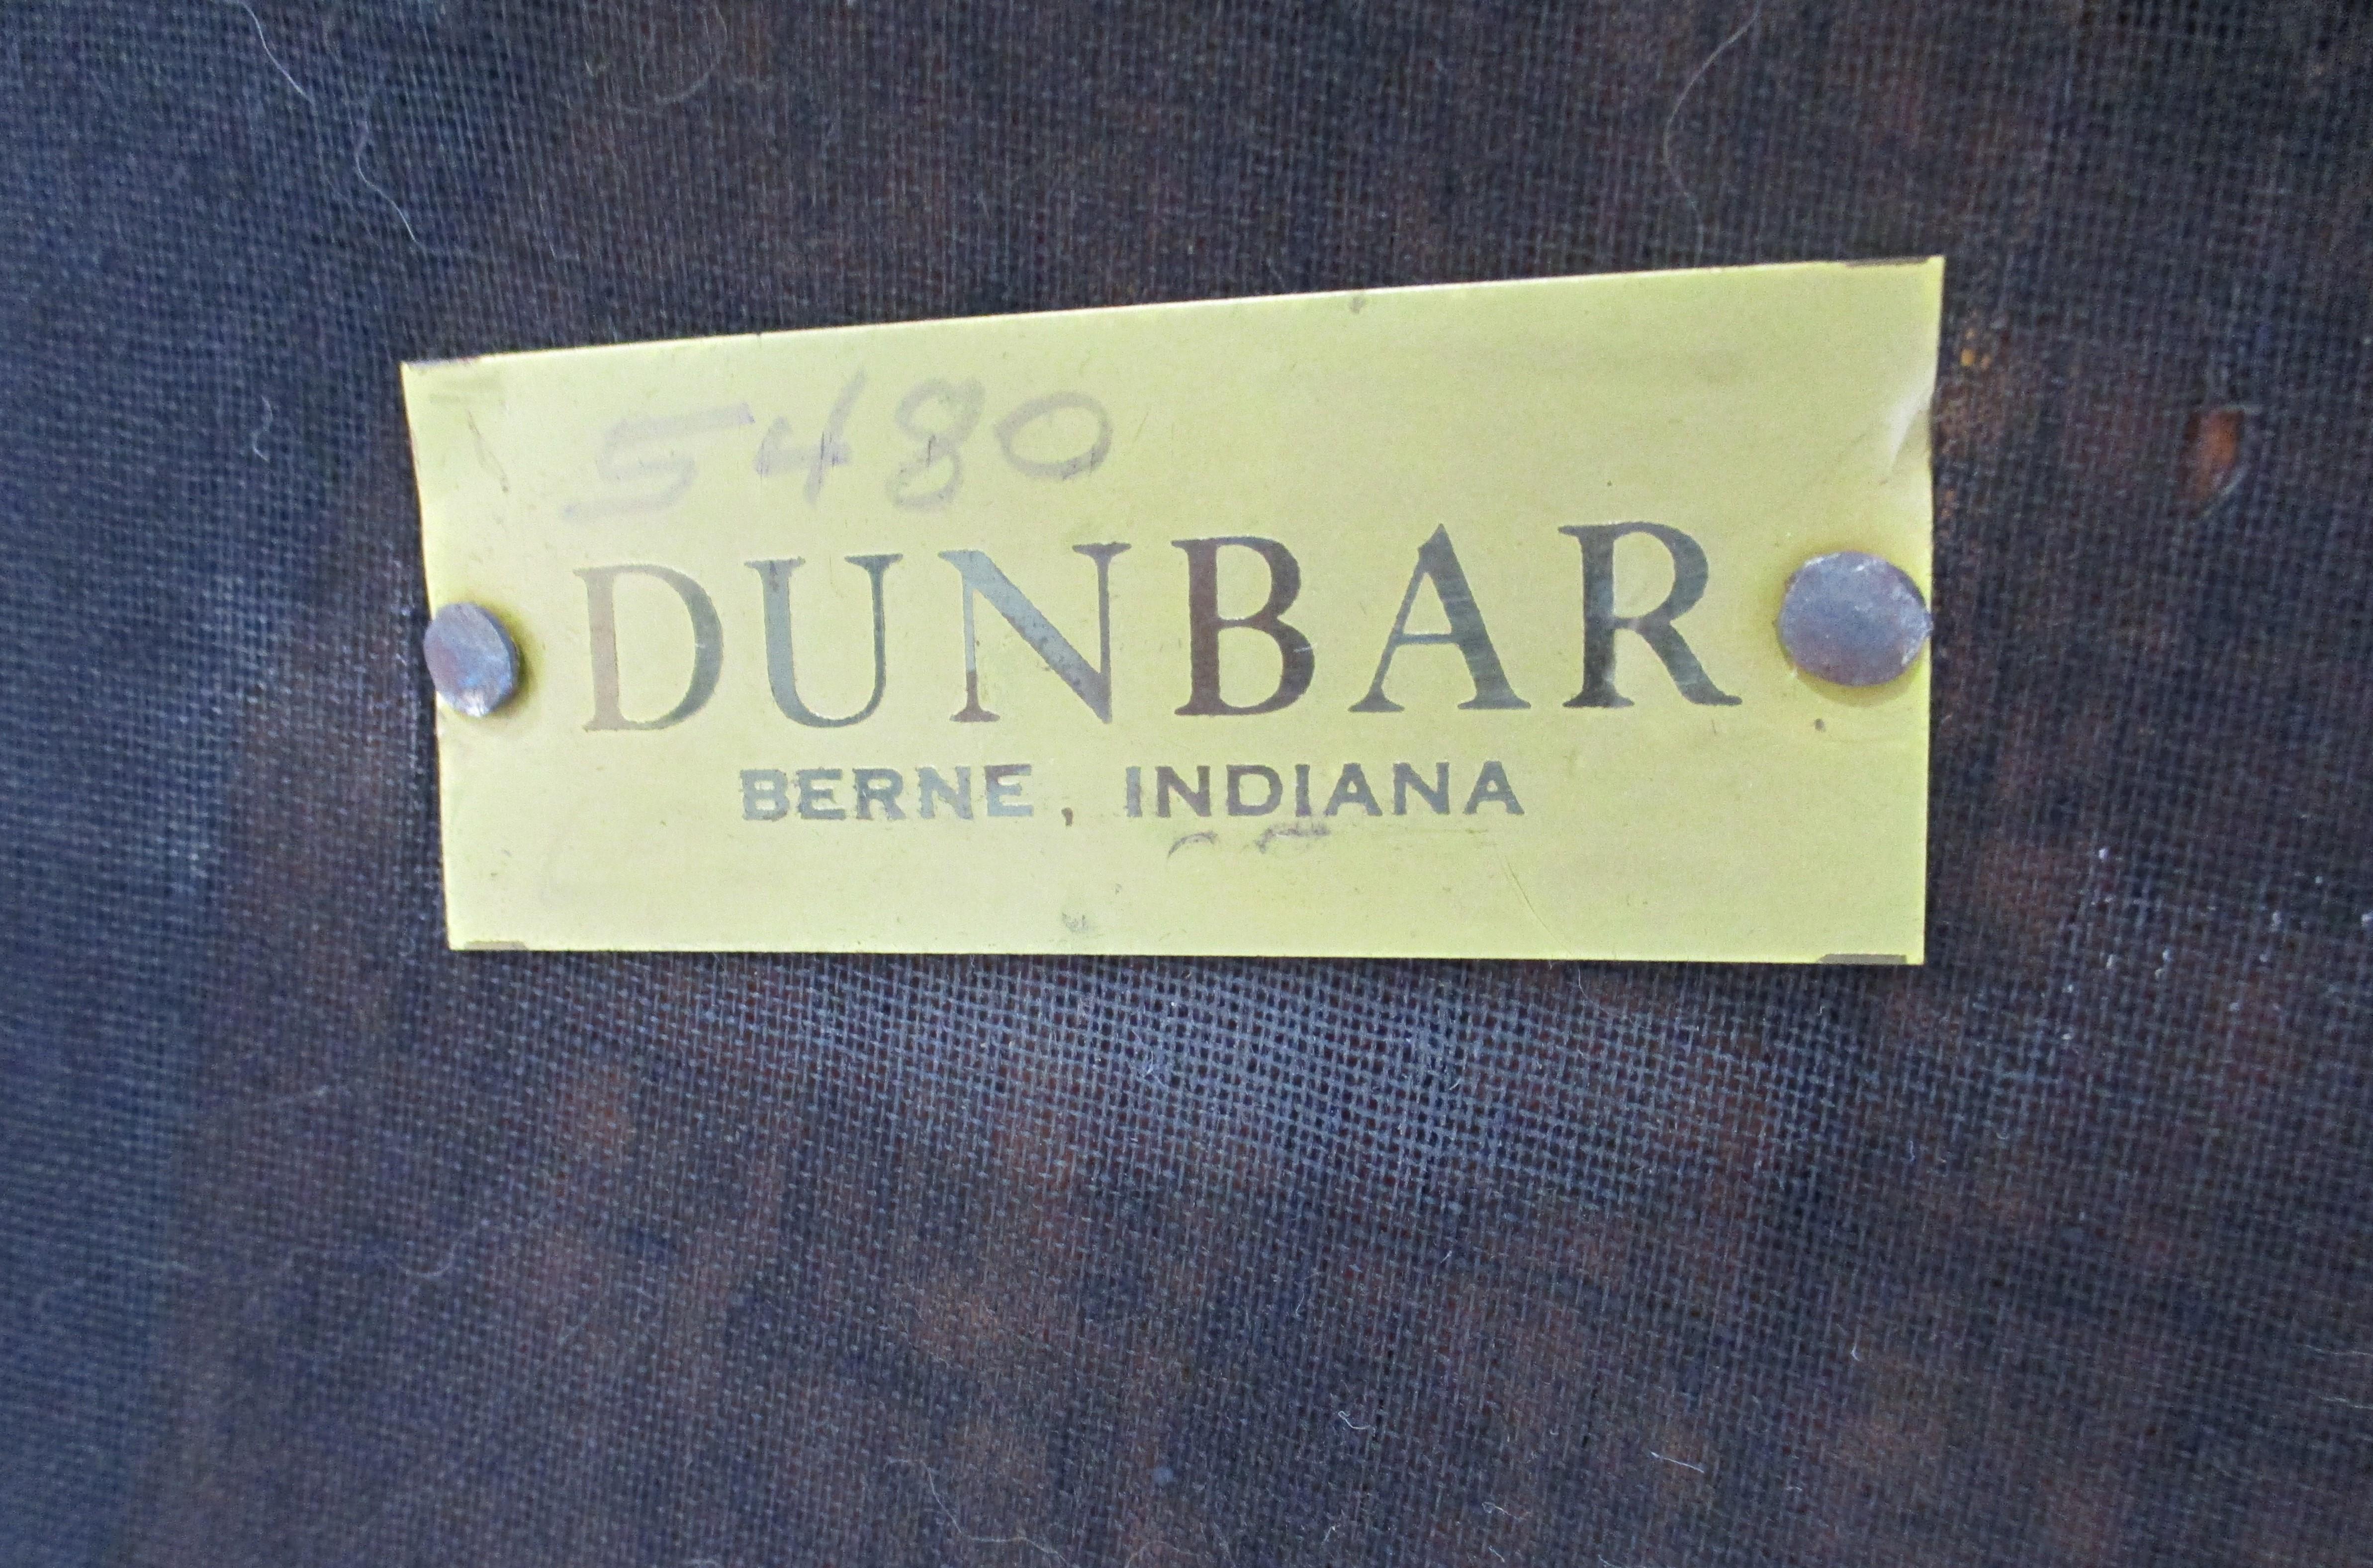 5480
DUNBAR
BERNE, INDIANA